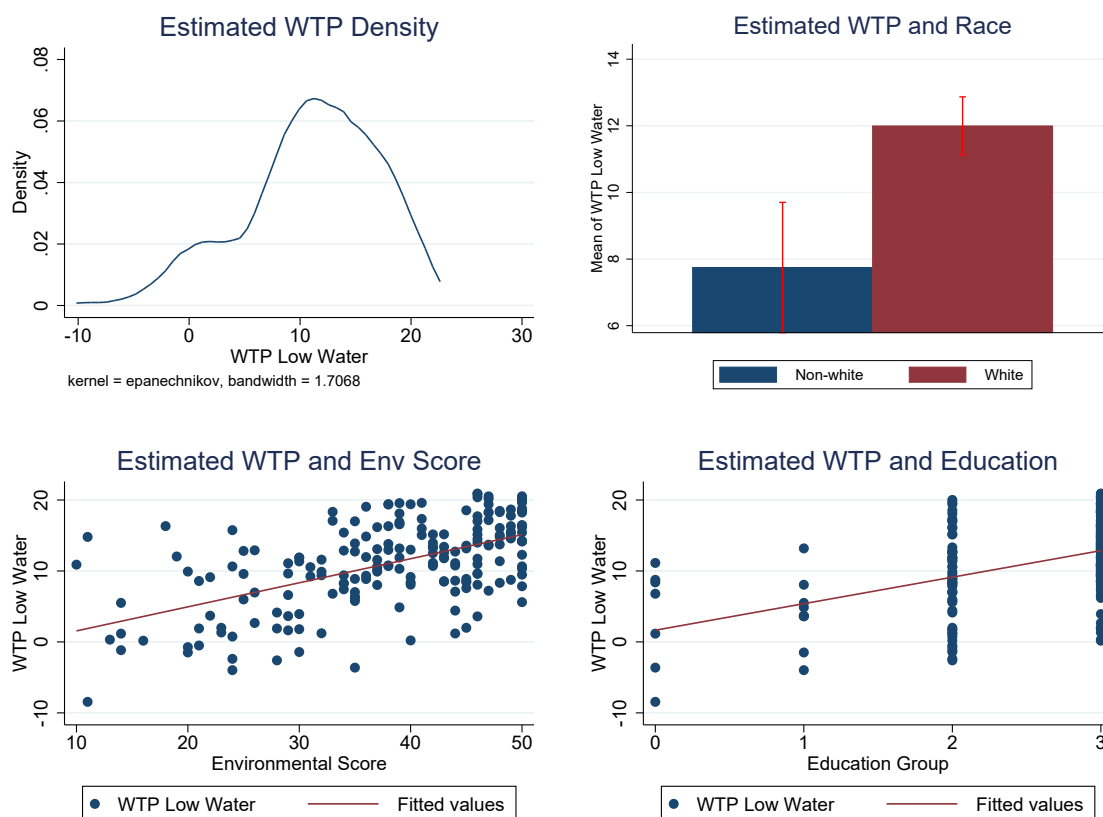 Estimated WTP Density
Density
.08
.06
.04
.02
0
-10 0 10 20 30
WTP Low Water
kernel = epanechnikov, bandwidth = 1.7068
Estimated WTP and Race
Mean of WTP Low Water
14
12
10
8
6
Non-white White
Estimated WTP and Env Score
WTP Low Water
20
10
0
-10
10 20 30 40 50
Environmental Score
WTP Low Water Fitted values
Estimated WTP and Education
WTP Low Water
20
10
0
-10
0 1 2 3
Education Group
WTP Low Water Fitted values